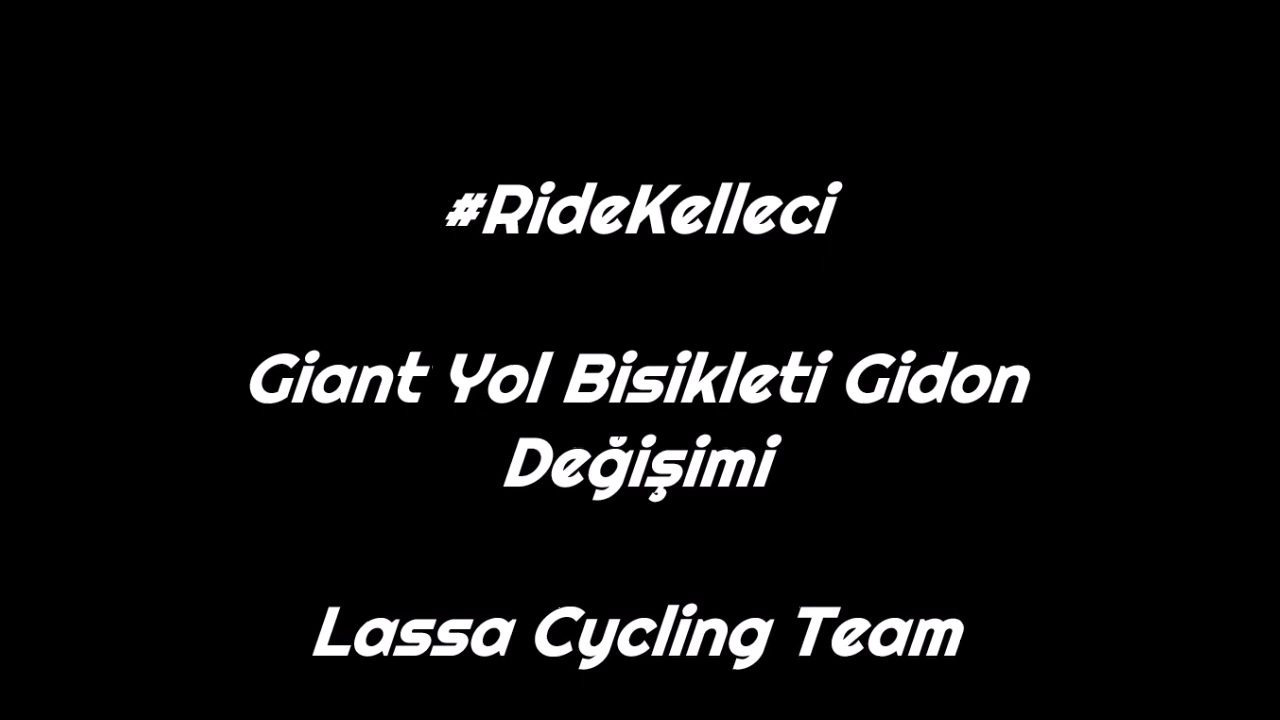 #RideKelleci
Giant Yol Bisikleti Gidon
Değişimi
Lassa Cycling Team